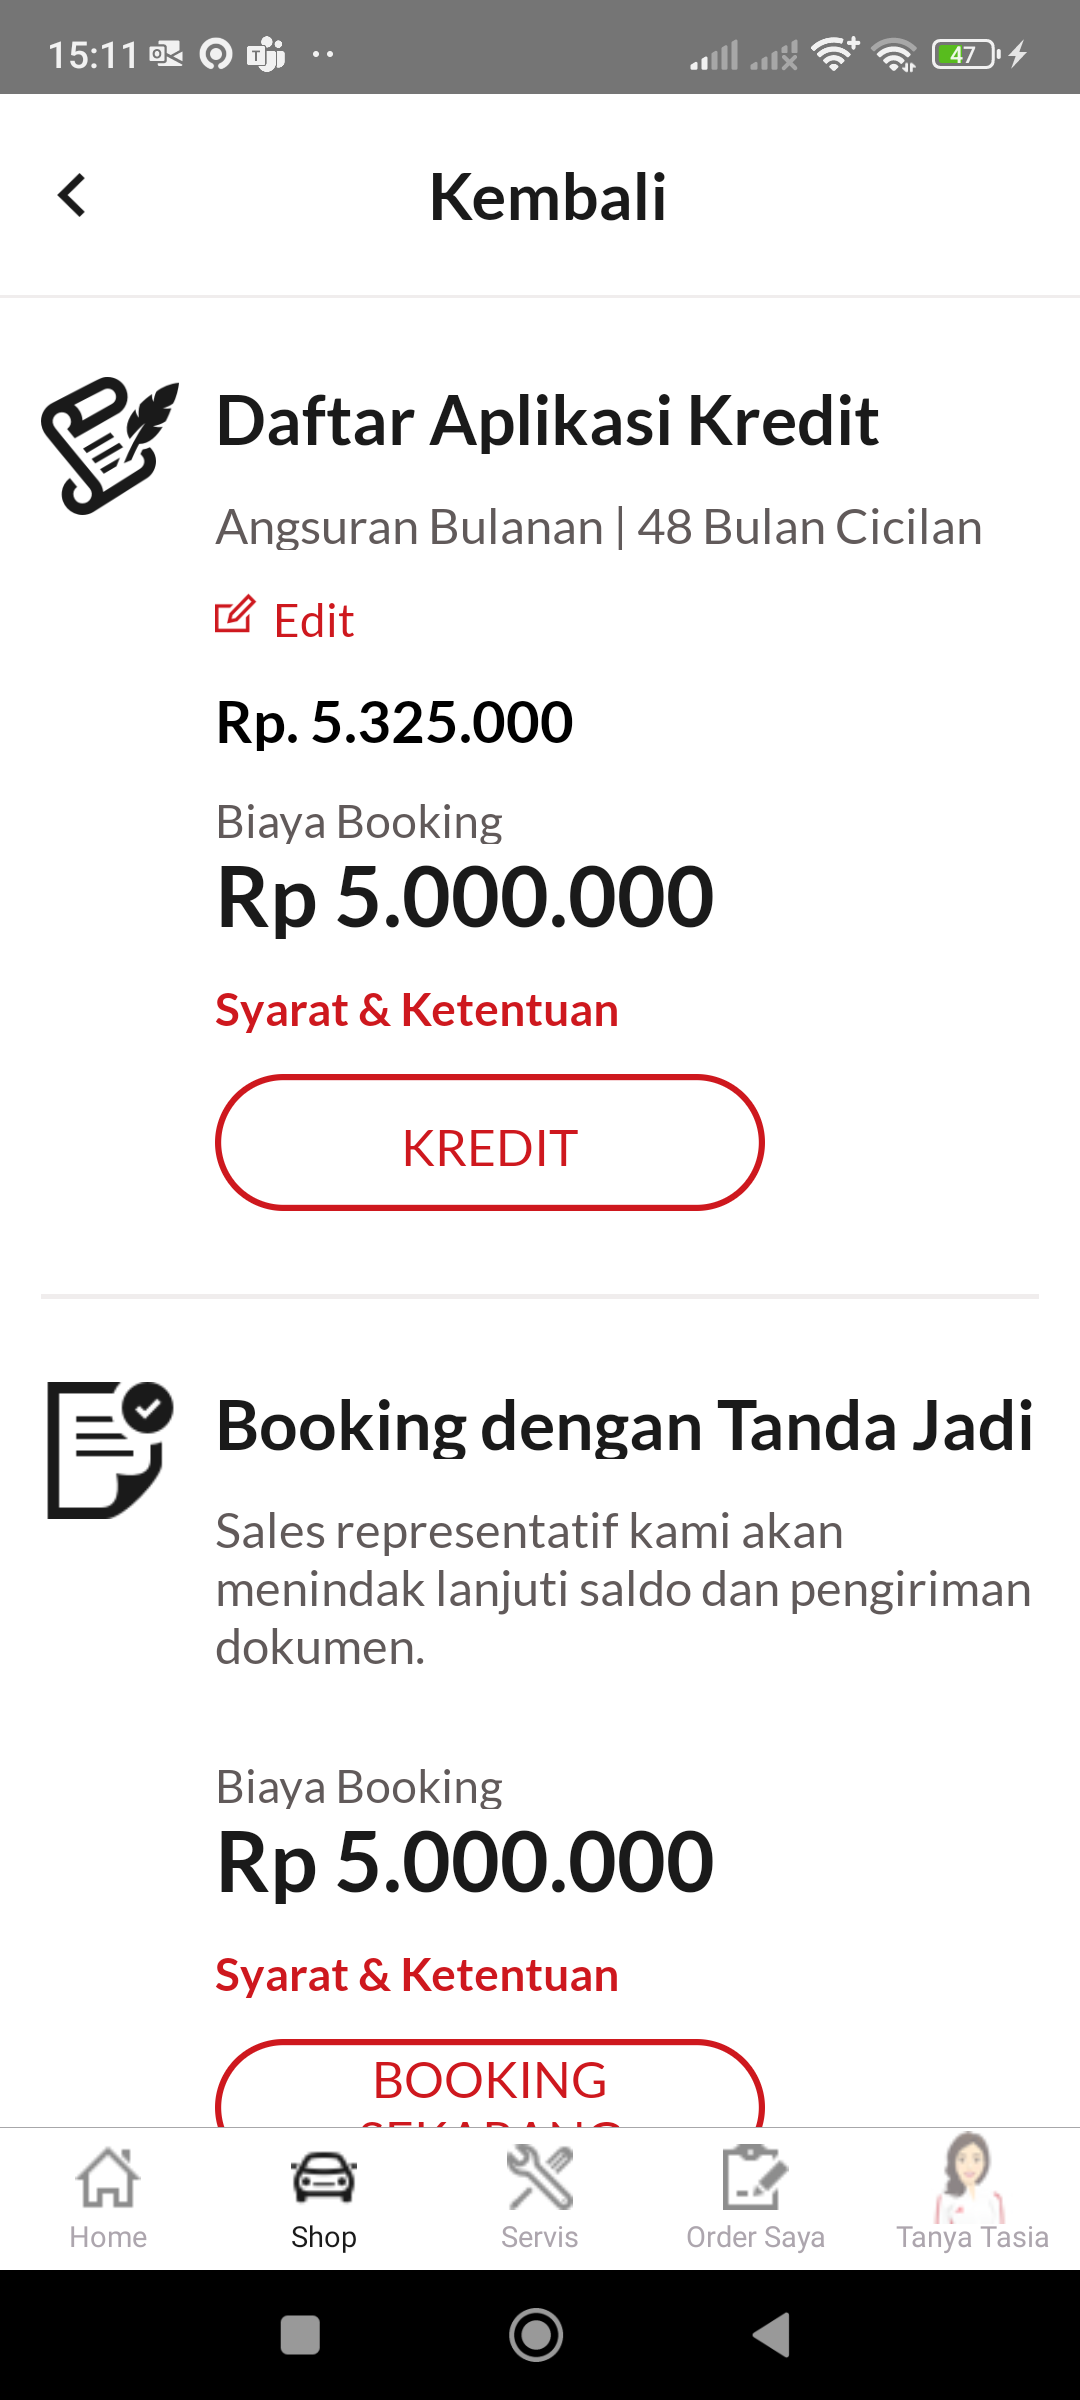 15:11
47
Kembali
Daftar Aplikasi Kredit
Angsuran Bulanan | 48 Bulan Cicilan
Edit
Rp. 5.325.000
Biaya Booking
Rp 5.000.000
Syarat & Ketentuan
KREDIT
Booking dengan Tanda Jadi
Sales representatif kami akan
menindak lanjuti saldo dan pengiriman
dokumen.
Biaya Booking
Rp 5.000.000
Syarat & Ketentuan
BOOKING
SEKARANG
Home
Shop
Servis
Order Saya
Tanya Tasia